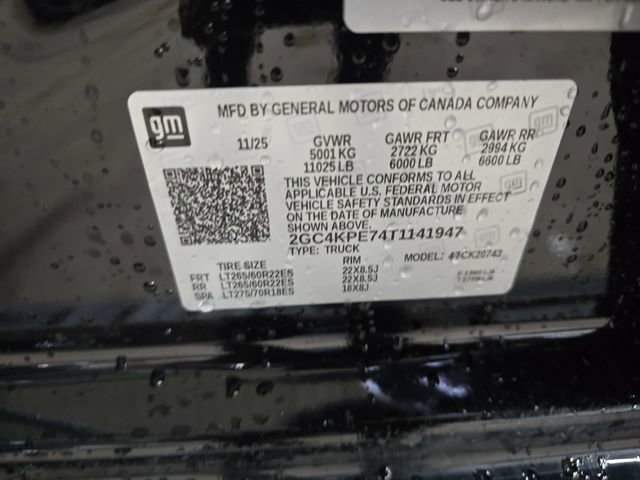 gm
MFD BY GENERAL MOTORS OF CANADA COMPANY
11/25 GVWR GAWR FRT GAWR RR
5001 KG 2722 KG 2994 KG
11025 LB 6000 LB 6600 LB
THIS VEHICLE CONFORMS TO ALL
APPLICABLE U.S. FEDERAL MOTOR
VEHICLE SAFETY STANDARDS IN EFFECT
ON THE DATE OF MANUFACTURE
2GC4KPE74T1141947
TYPE: TRUCK MODEL: CK20743
TIRE SIZE RIM
FRT LT265/60R22ES 22X8.5J
RR LT265/60R22ES 22X8.5J
SPA LT275/70R18ES 18X8J